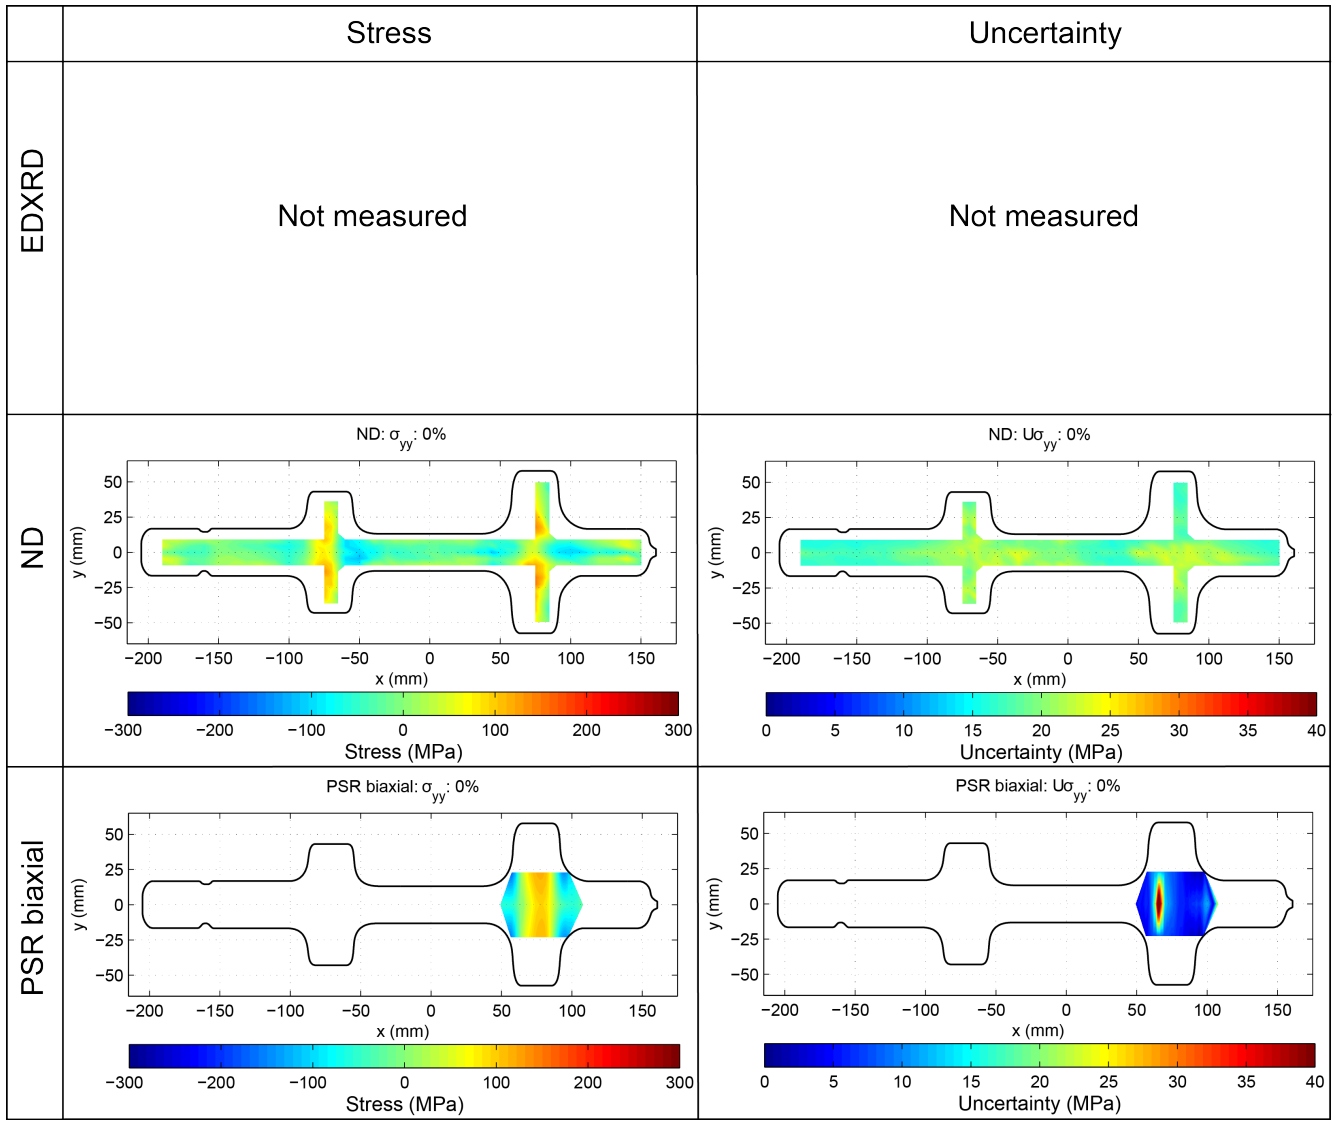 Stress Uncertainty
EDXRD
Not measured Not measured
ND
ND: σyy: 0%
50
25
0
−25
−50
y (mm)
−200 −150 −100 −50 0 50 100 150
x (mm)
−300 −200 −100 0 100 200 300
Stress (MPa)
ND: Uσyy: 0%
50
25
0
−25
−50
y (mm)
−200 −150 −100 −50 0 50 100 150
x (mm)
0 5 10 15 20 25 30 35 40
Uncertainty (MPa)
PSR biaxial
PSR biaxial: σyy: 0%
50
25
0
−25
−50
y (mm)
−200 −150 −100 −50 0 50 100 150
x (mm)
−300 −200 −100 0 100 200 300
Stress (MPa)
PSR biaxial: Uσyy: 0%
50
25
0
−25
−50
y (mm)
−200 −150 −100 −50 0 50 100 150
x (mm)
0 5 10 15 20 25 30 35 40
Uncertainty (MPa)